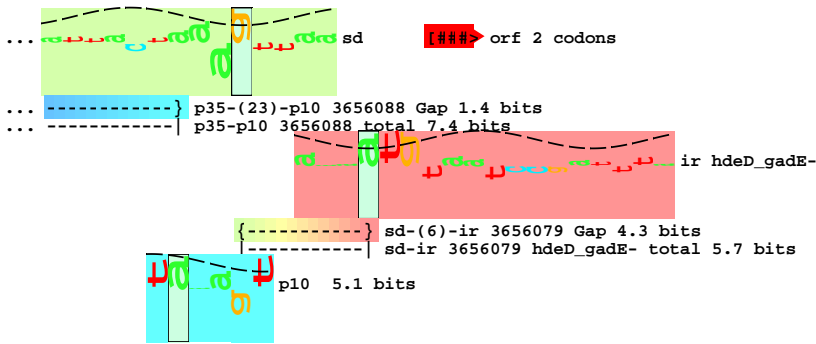 ... a t t a c t a a a g t t a a sd [###> orf 2 codons
... ------------} p35-(23)-p10 3656088 Gap 1.4 bits
... ------------| p35-p10 3656088 total 7.4 bits
a a t g t a a t c c g a t t t ir hdeD_gadE-
{-----------} sd-(6)-ir 3656079 Gap 4.3 bits
|-----------| sd-ir 3656079 hdeD_gadE- total 5.7 bits
t a a g t p10 5.1 bits